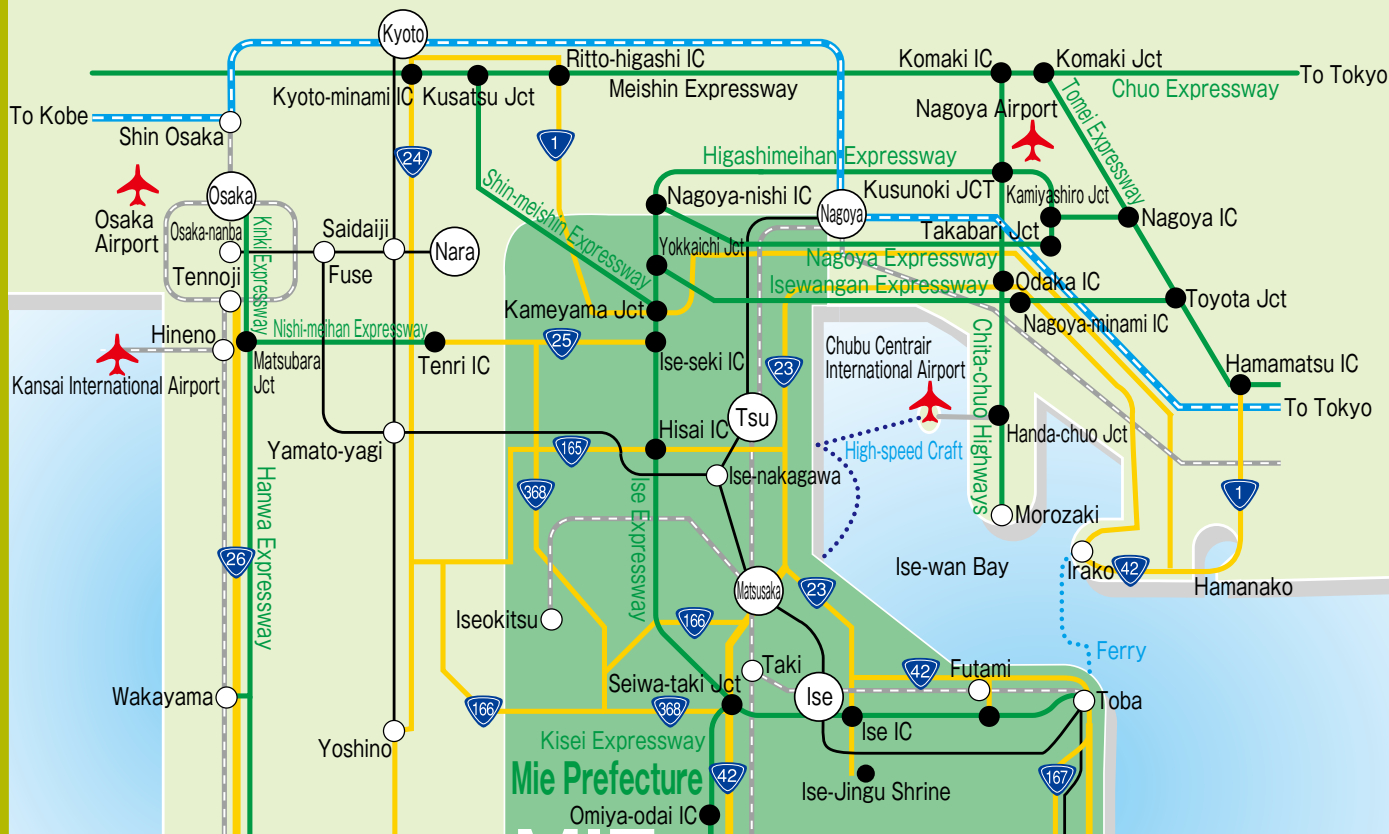 Kyoto
Ritto-higashi IC
Komaki IC
Komaki Jct
To Tokyo
Kyoto-minami IC
Kusatsu Jct
Meishin Expressway
Chuo Expressway
To Kobe
Shin Osaka
Nagoya Airport
Tomei Expressway
24
1
Higashimeihan Expressway
Osaka
Shin-meishin Expressway
Nagoya-nishi IC
Kusunoki JCT
Kamiyashiro Jct
Osaka
Airport
Osaka-nanba
Kinki Expressway
Saidaiji
Nara
Nagoya
Takabari Jct
Nagoya IC
Tennoji
Fuse
Yokkaichi Jct
Nagoya Expressway
Isewangan Expressway
Odaka IC
Kameyama Jct
Toyota Jct
Nagoya-minami IC
Hineno
Nishi-meihan Expressway
Matsubara
Jct
Tenri IC
25
Ise-seki IC
23
Chubu Centrair
International Airport
Chita-chuo Highways
Hamamatsu IC
Kansai International Airport
To Tokyo
Tsu
Hisai IC
Handa-chuo Jct
Yamato-yagi
165
High-speed Craft
Ise-nakagawa
368
1
Hanwa Expressway
Ise Expressway
Morozaki
26
Ise-wan Bay
Irako
42
Hamanako
Matsusaka
23
Iseokitsu
166
Ferry
Taki
42
Futami
Wakayama
Seiwa-taki Jct
Ise
Toba
166
368
Ise IC
Yoshino
Kisei Expressway
Mie Prefecture
42
167
Ise-Jingu Shrine
Omiya-odai IC